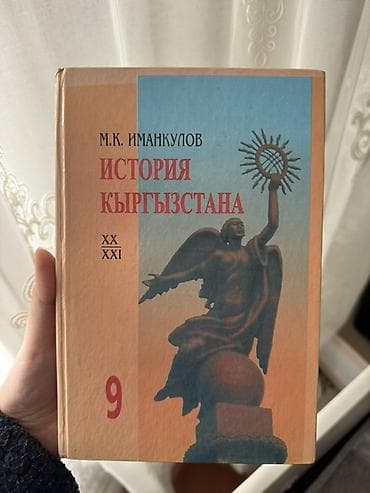 М.К. ИМАНКУЛОВ
ИСТОРИЯ
КЫРГЫЗСТАНА
XX
XXI
9